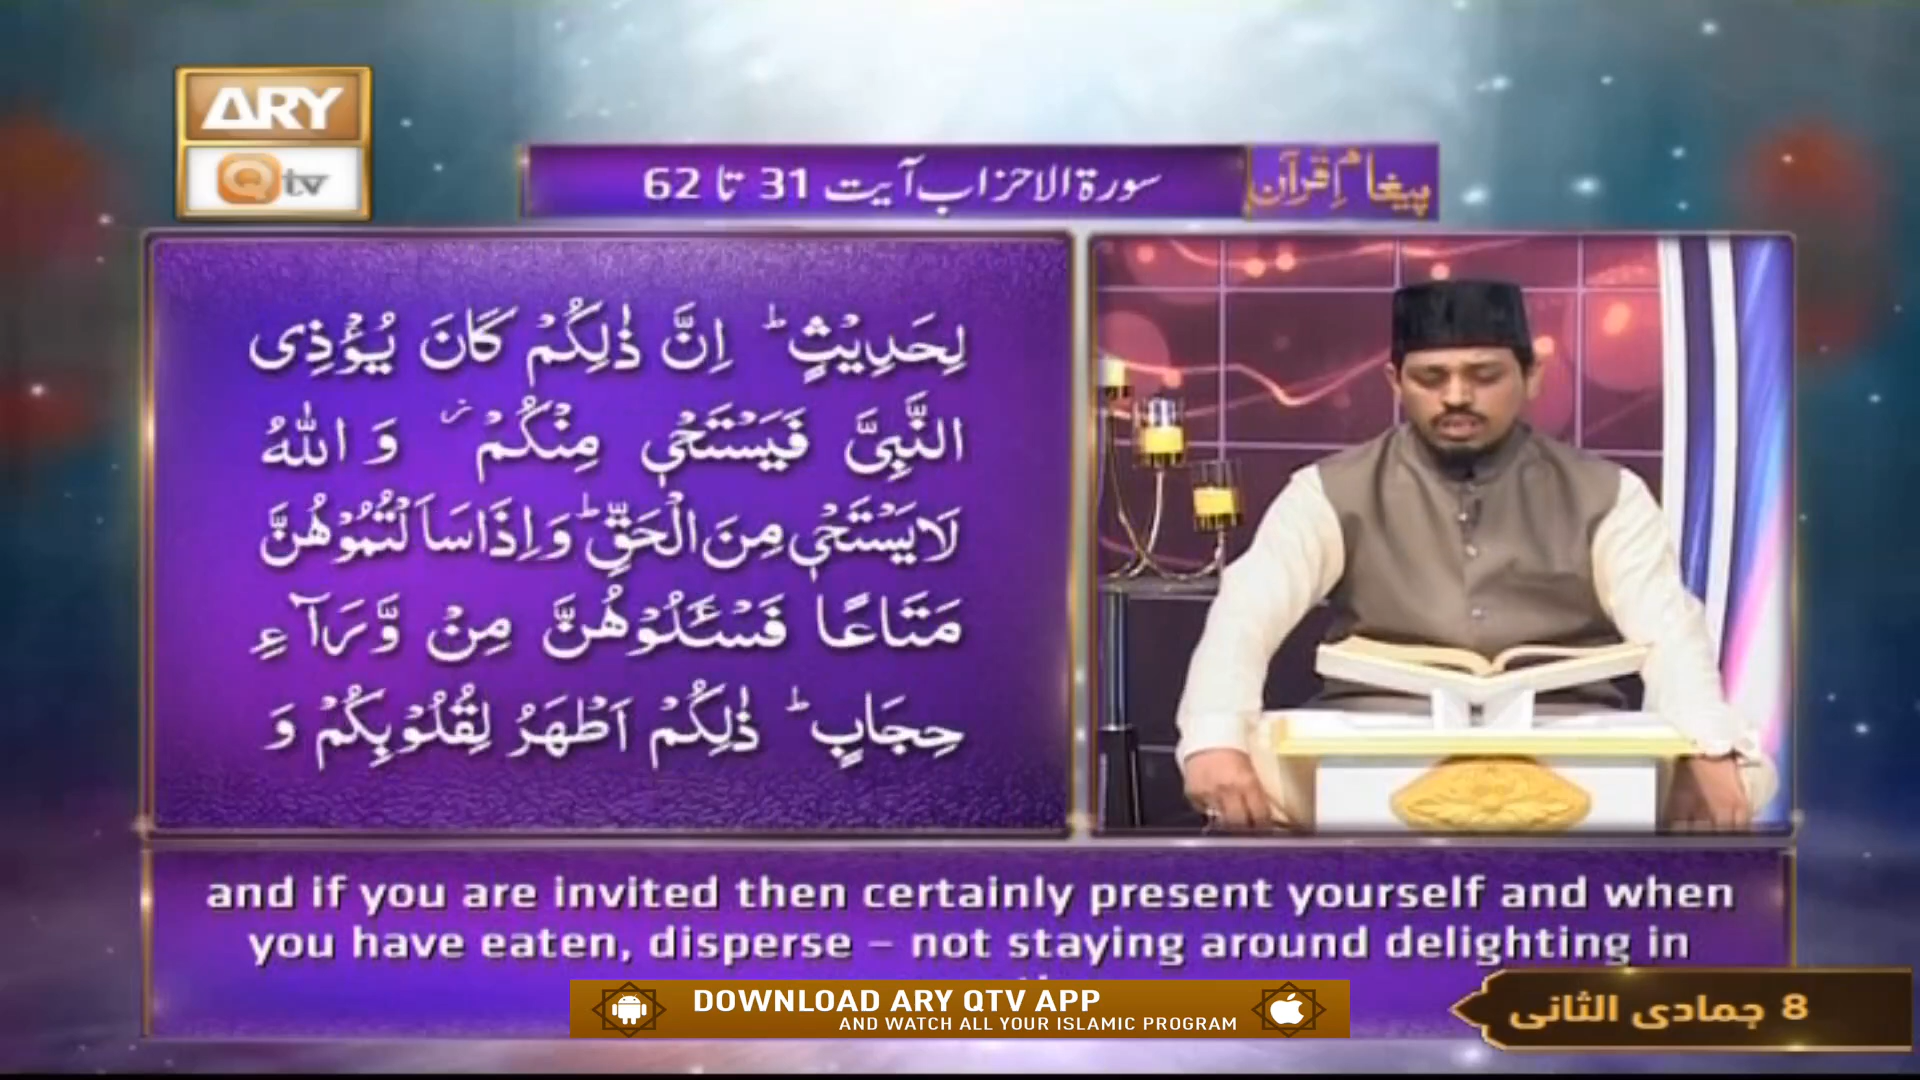 ARY
Qtv
پیغامِ قرآن
سورۃ الاحزاب آیت 31 تا 62
لِحَدِیْثٍ ؕ اِنَّ ذٰلِكُمْ كَانَ یُؤْذِی
النَّبِیَّ فَیَسْتَحْیٖ مِنْكُمْ ۫ وَ اللّٰهُ
لَا یَسْتَحْیٖ مِنَ الْحَقِّ ؕ وَ اِذَا سَاَلْتُمُوْهُنَّ
مَتَاعًا فَسْـَٔلُوْهُنَّ مِنْ وَّرَآءِ
حِجَابٍ ؕ ذٰلِكُمْ اَطْهَرُ لِقُلُوْبِكُمْ وَ
and if you are invited then certainly present yourself and when
you have eaten, disperse – not staying around delighting in
DOWNLOAD ARY QTV APP
AND WATCH ALL YOUR ISLAMIC PROGRAM
8 جمادی الثانی